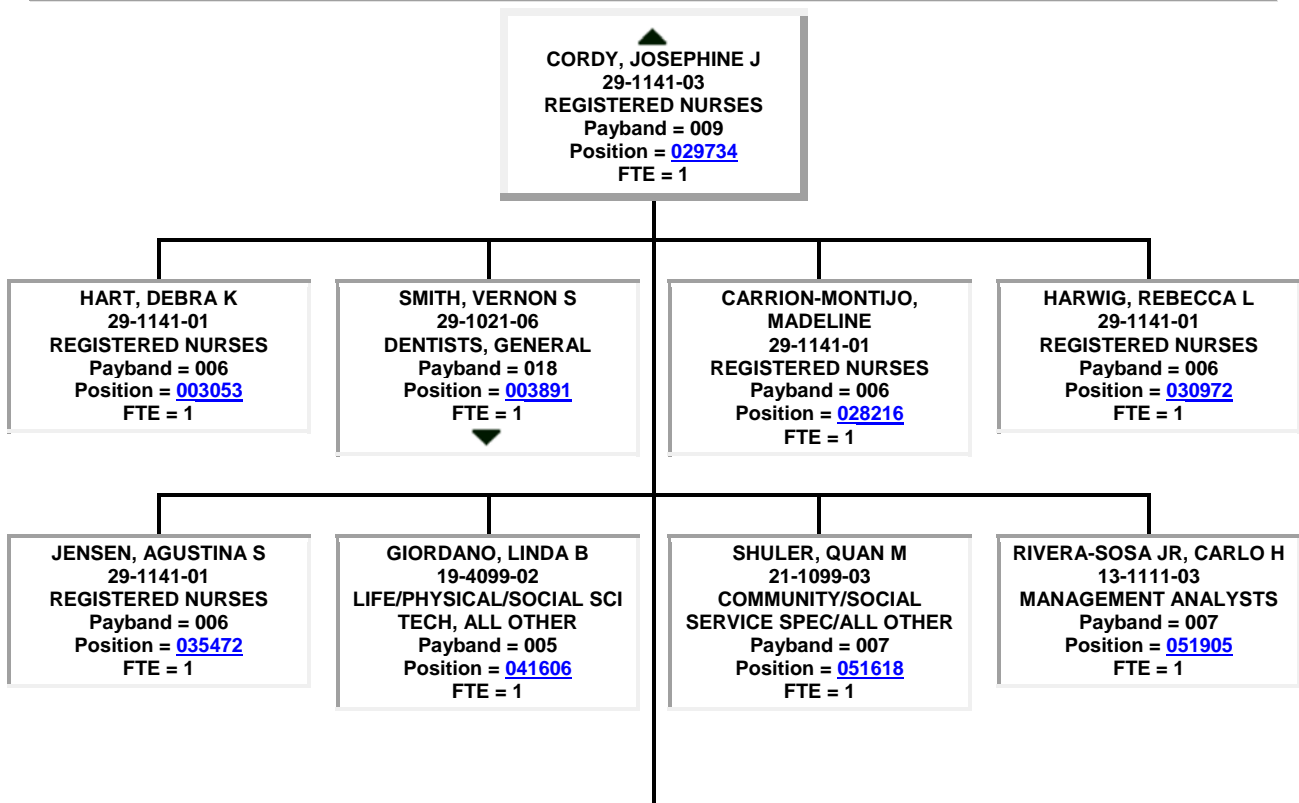 CORDY, JOSEPHINE J
29-1141-03
REGISTERED NURSES
Payband = 009
Position = 029734
FTE = 1
HART, DEBRA K
29-1141-01
REGISTERED NURSES
Payband = 006
Position = 003053
FTE = 1
SMITH, VERNON S
29-1021-06
DENTISTS, GENERAL
Payband = 018
Position = 003891
FTE = 1
CARRION-MONTIJO,
MADELINE
29-1141-01
REGISTERED NURSES
Payband = 006
Position = 028216
FTE = 1
HARWIG, REBECCA L
29-1141-01
REGISTERED NURSES
Payband = 006
Position = 030972
FTE = 1
JENSEN, AGUSTINA S
29-1141-01
REGISTERED NURSES
Payband = 006
Position = 035472
FTE = 1
GIORDANO, LINDA B
19-4099-02
LIFE/PHYSICAL/SOCIAL SCI
TECH, ALL OTHER
Payband = 005
Position = 041606
FTE = 1
SHULER, QUAN M
21-1099-03
COMMUNITY/SOCIAL
SERVICE SPEC/ALL OTHER
Payband = 007
Position = 051618
FTE = 1
RIVERA-SOSA JR, CARLO H
13-1111-03
MANAGEMENT ANALYSTS
Payband = 007
Position = 051905
FTE = 1